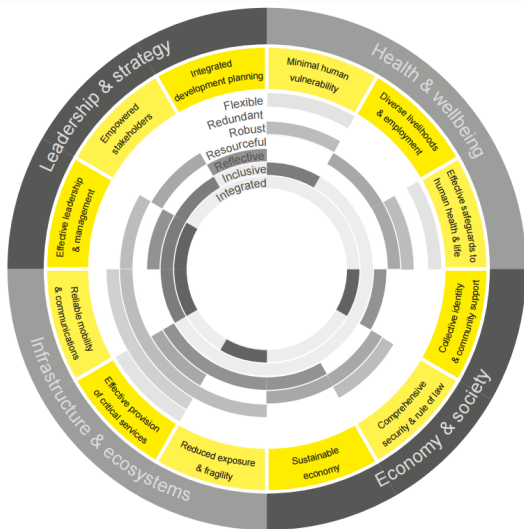 Leadership & strategy
Health & wellbeing
Economy & society
Infrastructure & ecosystems
Integrated
development planning
Minimal human
vulnerability
Diverse livelihoods
& employment
Effective safeguards to
human health & life
Collective identity
& community support
Comprehensive
security & rule of law
Sustainable
economy
Reduced exposure
& fragility
Effective provision
of critical services
Reliable mobility
& communications
Effective leadership
& management
Empowered
stakeholders
Flexible
Redundant
Robust
Resourceful
Reflective
Inclusive
Integrated